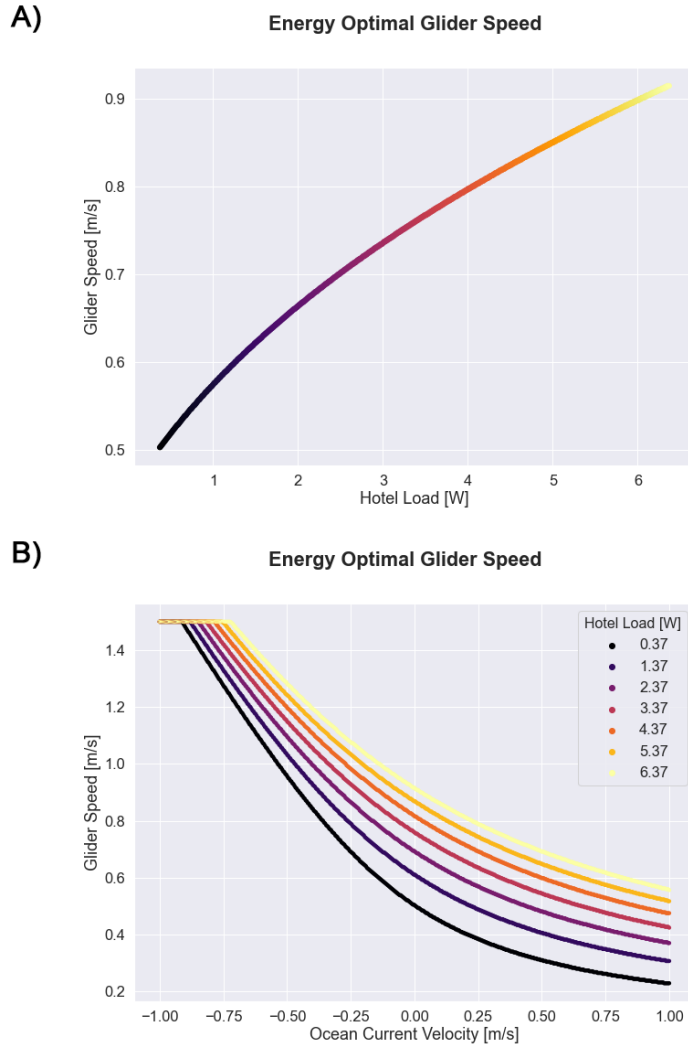 A)
Energy Optimal Glider Speed
0.9
0.8
0.7
0.6
0.5
Glider Speed [m/s]
1 2 3 4 5 6
Hotel Load [W]
B)
Energy Optimal Glider Speed
1.4
1.2
1.0
0.8
0.6
0.4
0.2
Glider Speed [m/s]
Hotel Load [W]
0.37
1.37
2.37
3.37
4.37
5.37
6.37
−1.00 −0.75 −0.50 −0.25 0.00 0.25 0.50 0.75 1.00
Ocean Current Velocity [m/s]